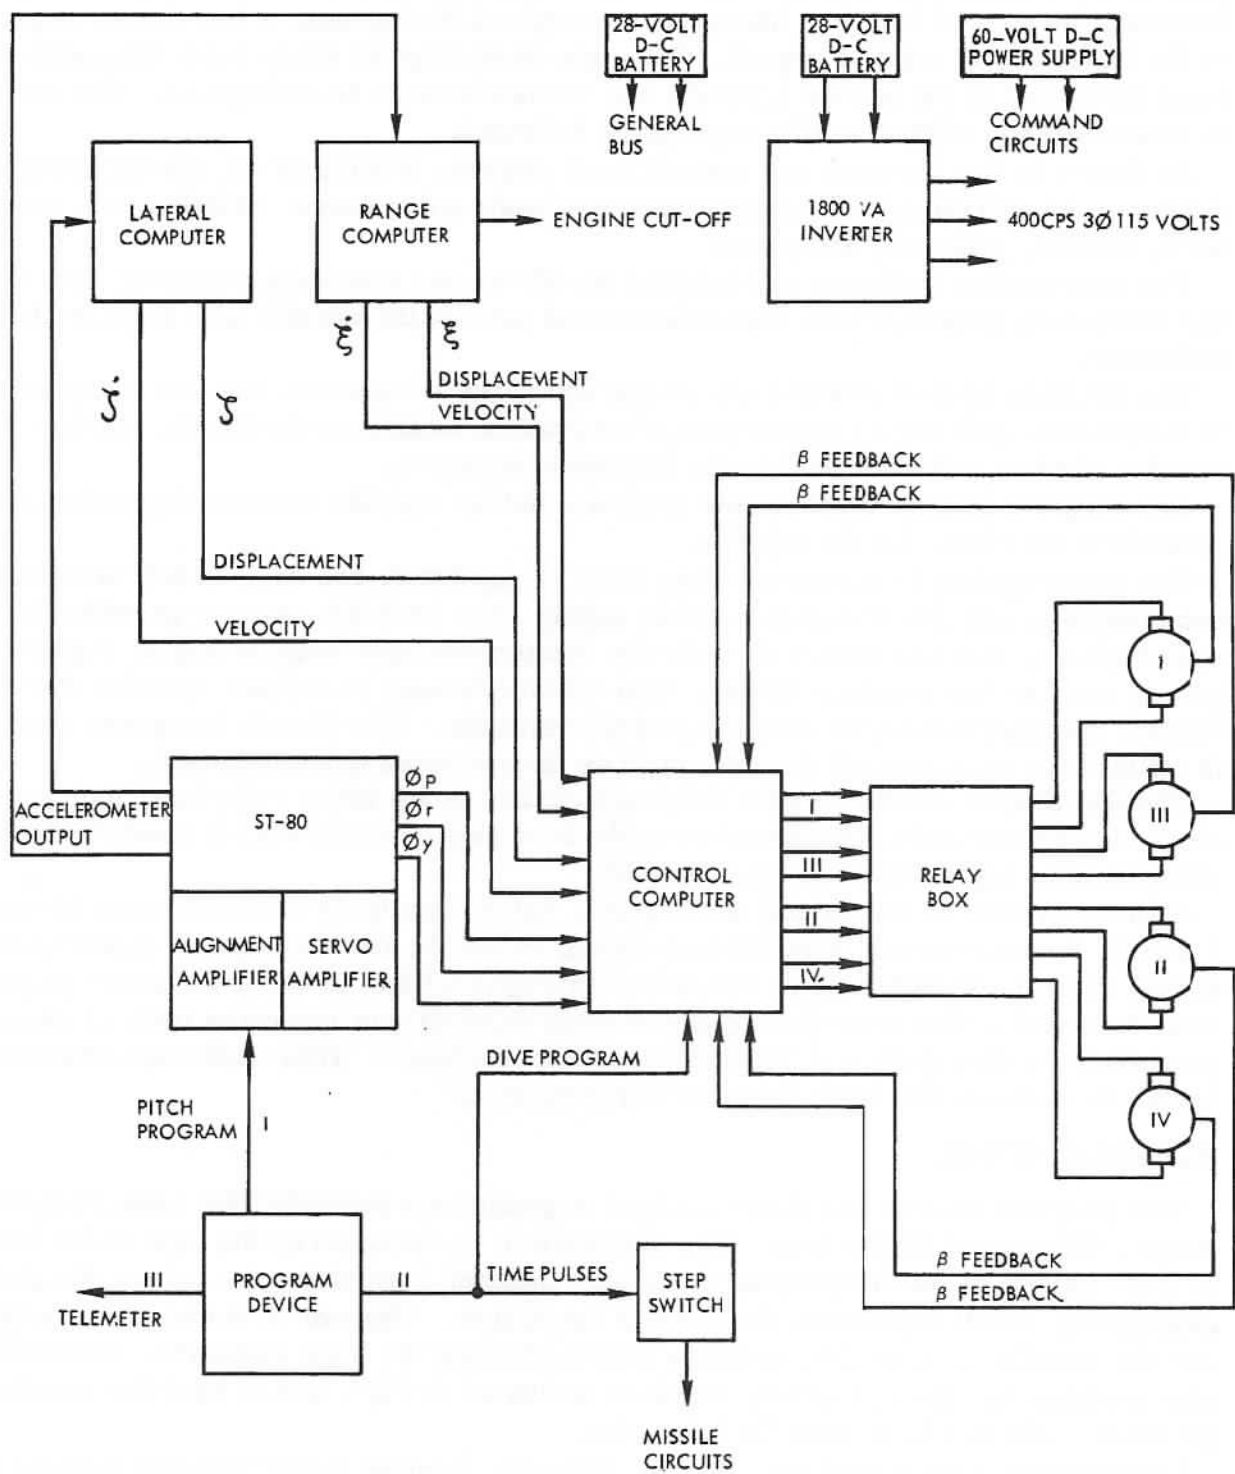 28-VOLT
D-C
BATTERY
28-VOLT
D-C
BATTERY
60-VOLT D-C
POWER SUPPLY
GENERAL
BUS
COMMAND
CIRCUITS
LATERAL
COMPUTER
RANGE
COMPUTER
ENGINE CUT-OFF
1800 VA
INVERTER
400CPS 3Ø 115 VOLTS
ξ̇
ξ
DISPLACEMENT
VELOCITY
ζ̇
ζ
β FEEDBACK
β FEEDBACK
DISPLACEMENT
VELOCITY
ACCELEROMETER
OUTPUT
ST-80
Øp
Ør
Øy
ALIGNMENT
AMPLIFIER
SERVO
AMPLIFIER
CONTROL
COMPUTER
I
III
II
IV.
RELAY
BOX
I
III
II
IV
DIVE PROGRAM
PITCH
PROGRAM
I
III
TELEMETER
PROGRAM
DEVICE
II
TIME PULSES
STEP
SWITCH
β FEEDBACK
β FEEDBACK
MISSILE
CIRCUITS